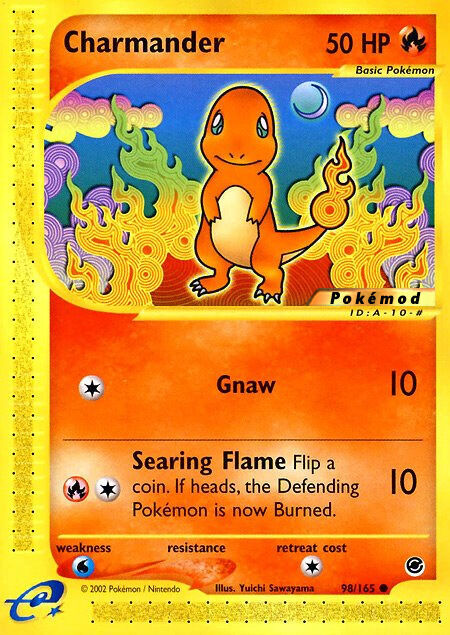 Charmander 50 HP
Basic Pokémon
Pokémod
ID:A-10-#
Gnaw 10
Searing Flame Flip a
coin. If heads, the Defending 10
Pokémon is now Burned.
weakness resistance retreat cost
© 2002 Pokémon / Nintendo Illus. Yuichi Sawayama 98/165
e